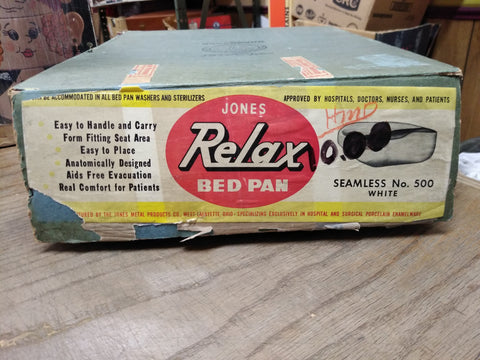 BE ACCOMMODATED IN ALL BED PAN WASHERS AND STERILIZERS
APPROVED BY HOSPITALS, DOCTORS, NURSES, AND PATIENTS
Easy to Handle and Carry
Form Fitting Seat Area
Easy to Place
Anatomically Designed
Aids Free Evacuation
Real Comfort for Patients
JONES
Relax
BED PAN
SEAMLESS No. 500
WHITE
BY THE JONES METAL PRODUCTS CO. WEST LAFAYETTE, OHIO - SPECIALIZING EXCLUSIVELY IN HOSPITAL AND SURGICAL PORCELAIN ENAMELWARE